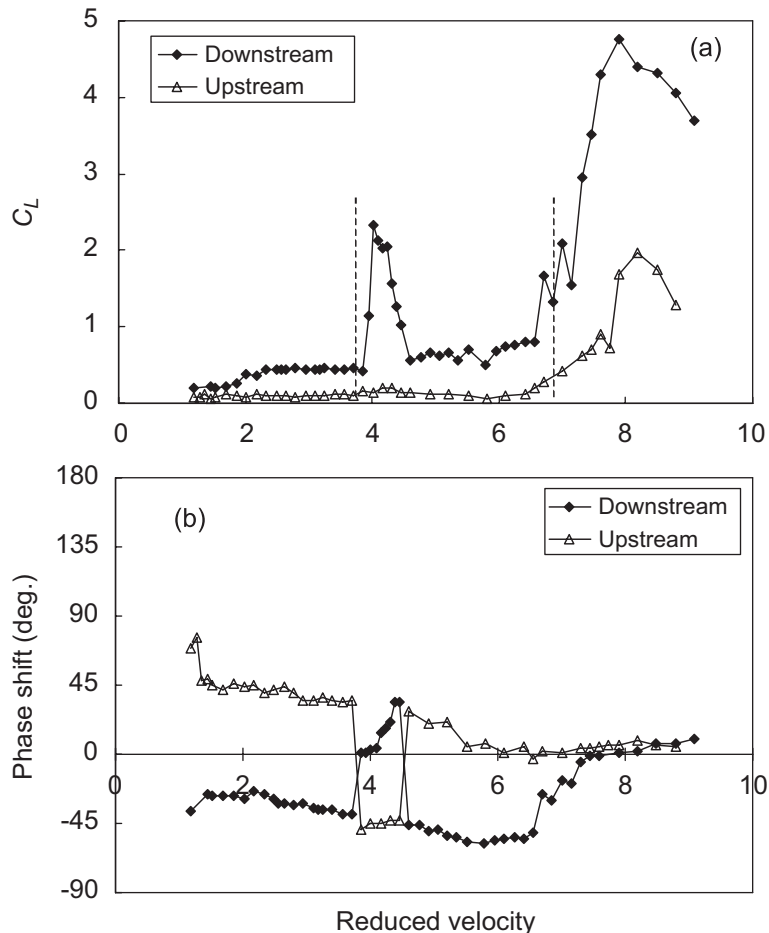 5
(a)
Downstream
Upstream
4
3
C_L
2
1
0
0 2 4 6 8 10
180
(b)
Downstream
Upstream
135
90
Phase shift (deg.)
45
0
0 2 4 6 8 10
-45
-90
Reduced velocity